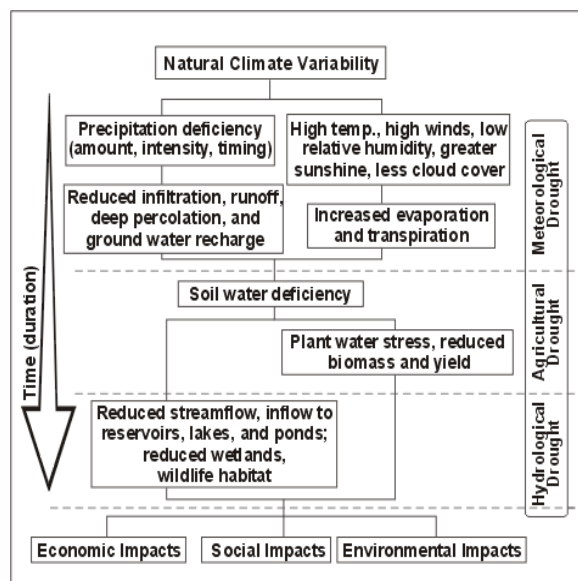 Natural Climate Variability
Precipitation deficiency
(amount, intensity, timing)
High temp., high winds, low
relative humidity, greater
sunshine, less cloud cover
Reduced infiltration, runoff,
deep percolation, and
ground water recharge
Increased evaporation
and transpiration
Meteorological
Drought
Soil water deficiency
Plant water stress, reduced
biomass and yield
Agricultural
Drought
Time (duration)
Reduced streamflow, inflow to
reservoirs, lakes, and ponds;
reduced wetlands,
wildlife habitat
Hydrological
Drought
Economic Impacts
Social Impacts
Environmental Impacts